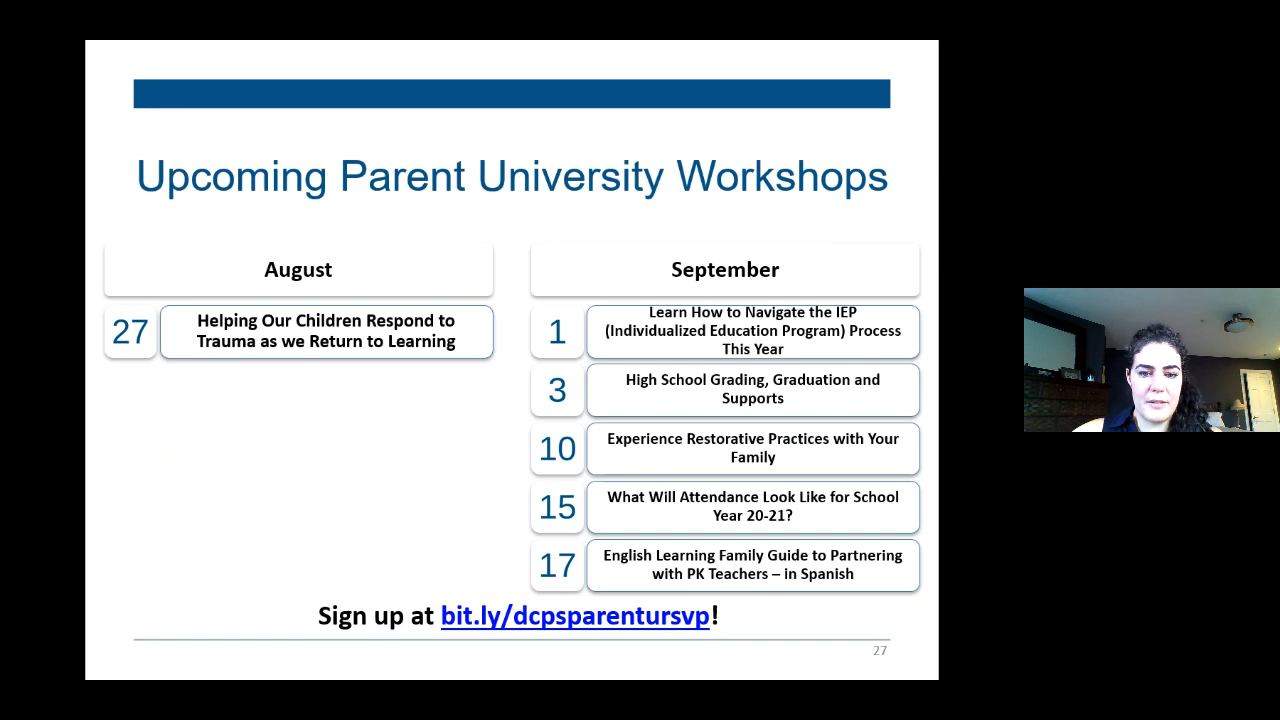 Upcoming Parent University Workshops
August
27
Helping Our Children Respond to
Trauma as we Return to Learning
September
1
Learn How to Navigate the IEP
(Individualized Education Program) Process
This Year
3
High School Grading, Graduation and
Supports
10
Experience Restorative Practices with Your
Family
15
What Will Attendance Look Like for School
Year 20-21?
17
English Learning Family Guide to Partnering
with PK Teachers – in Spanish
Sign up at bit.ly/dcpsparentursvp!
27